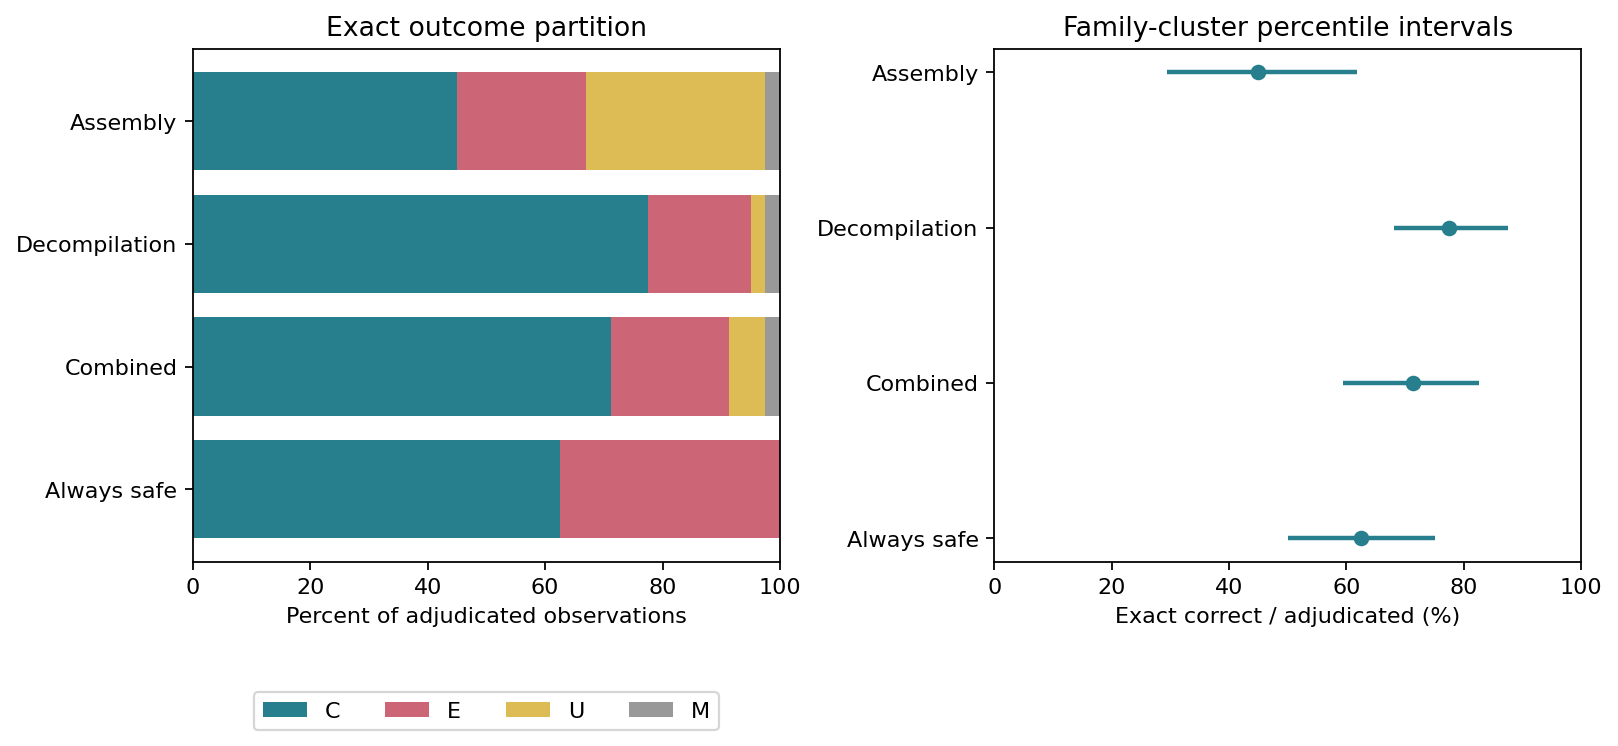 Exact outcome partition
Assembly
Decompilation
Combined
Always safe
0 20 40 60 80 100
Percent of adjudicated observations
C E U M
Family-cluster percentile intervals
Assembly
Decompilation
Combined
Always safe
0 20 40 60 80 100
Exact correct / adjudicated (%)